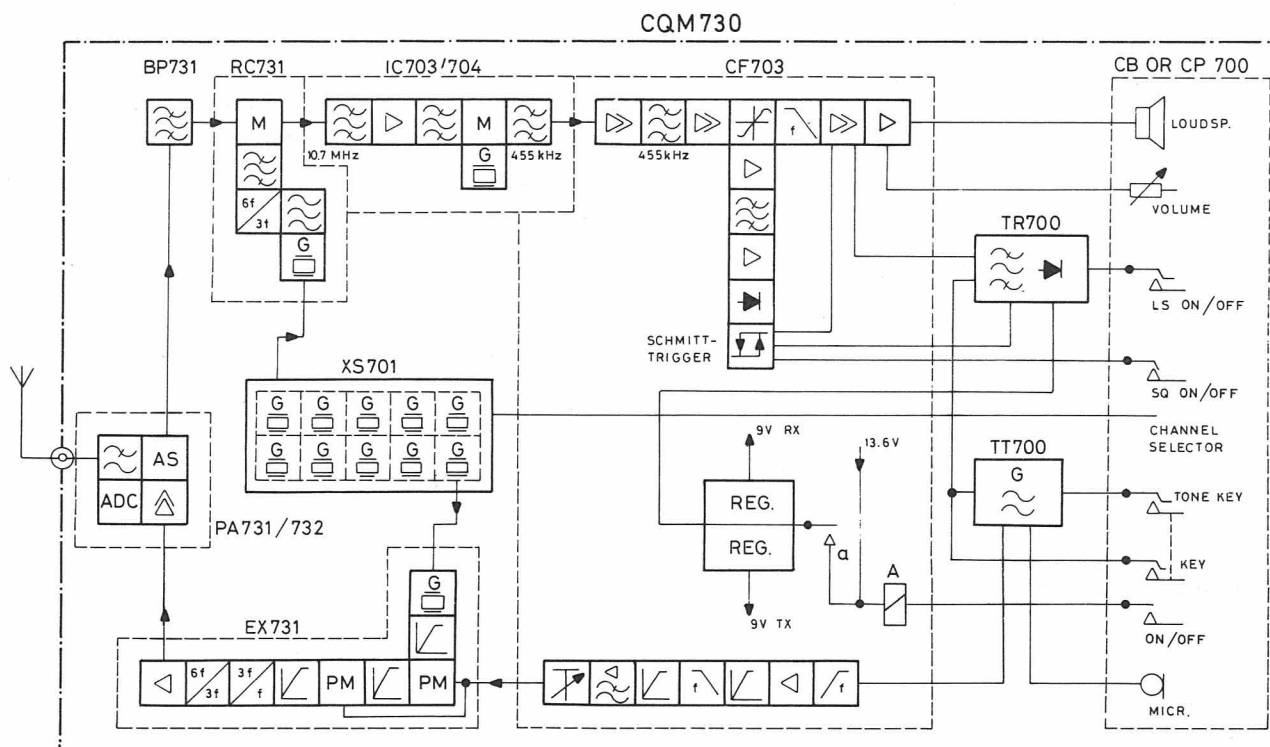 CQM730
BP731
RC731
IC703/704
CF703
CB OR CP 700
M
M
f
LOUDSP.
10.7 MHz
455 kHz
455 kHz
G
6f
3f
VOLUME
G
TR700
LS ON/OFF
SCHMITT-
TRIGGER
XS701
SQ ON/OFF
G G G G G
G G G G G
CHANNEL
SELECTOR
9V RX
13.6V
TT700
AS
ADC
G
TONE KEY
REG.
REG.
PA731/732
a
KEY
A
G
9V TX
ON/OFF
EX731
6f
3f
3f
f
PM
PM
f
f
MICR.